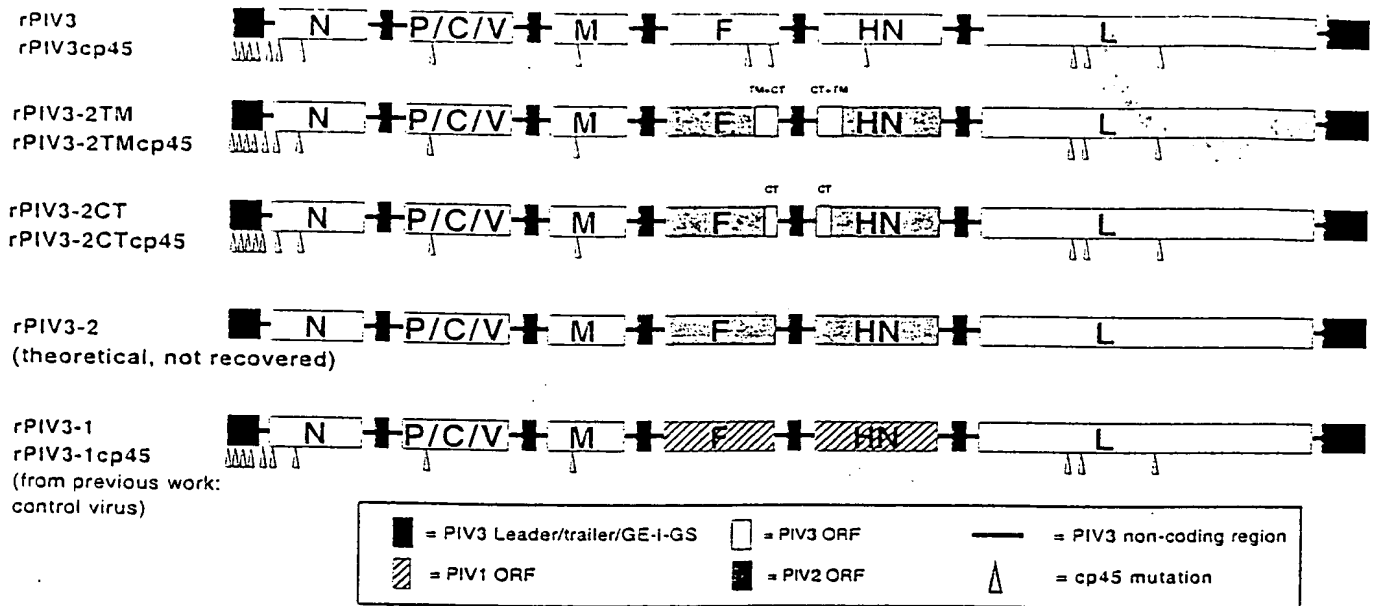 rPIV3
rPIV3cp45
N P/C/V M F HN L
TM+CT CT+TM
rPIV3-2TM
rPIV3-2TMcp45
N P/C/V M F HN L
CT CT
rPIV3-2CT
rPIV3-2CTcp45
N P/C/V M F HN L
rPIV3-2
(theoretical, not recovered)
N P/C/V M F HN L
rPIV3-1
rPIV3-1cp45
(from previous work:
control virus)
N P/C/V M F HN L
= PIV3 Leader/trailer/GE-I-GS = PIV3 ORF = PIV3 non-coding region
= PIV1 ORF = PIV2 ORF = cp45 mutation